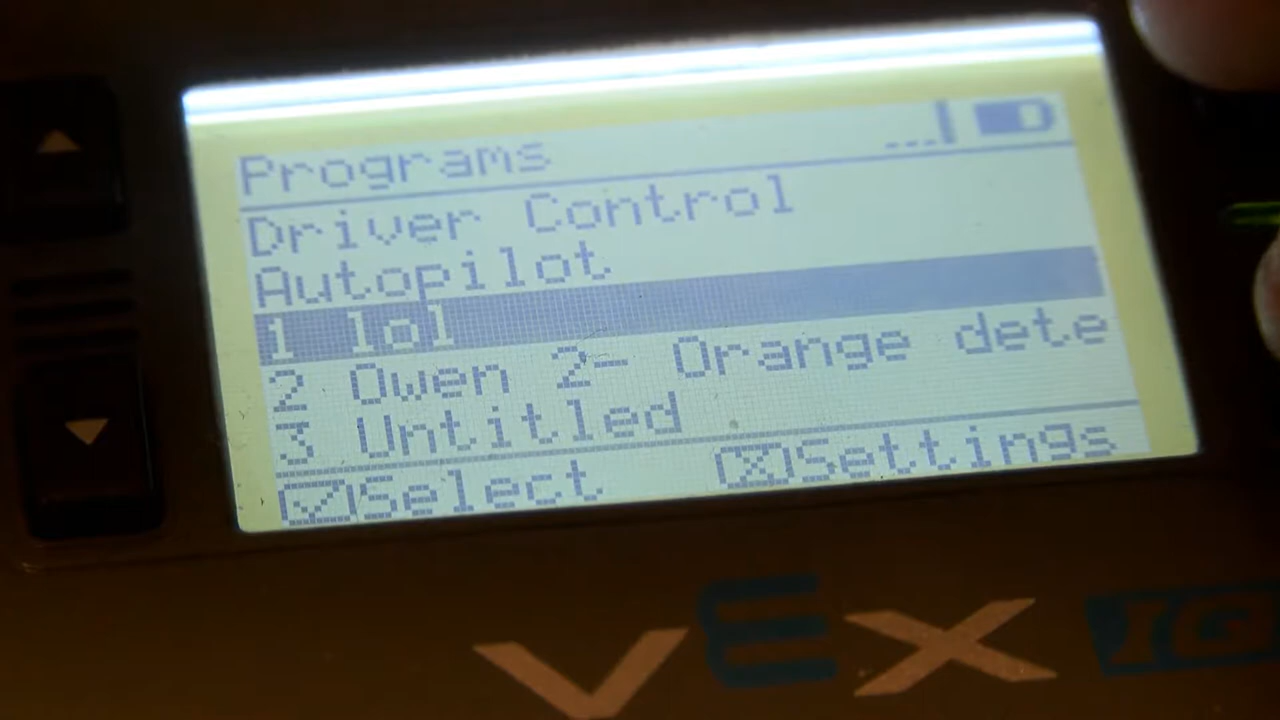 Programs
Driver Control
Autopilot
1 lol
2 Owen 2- Orange dete
3 Untitled
Select Settings
VEX IQ